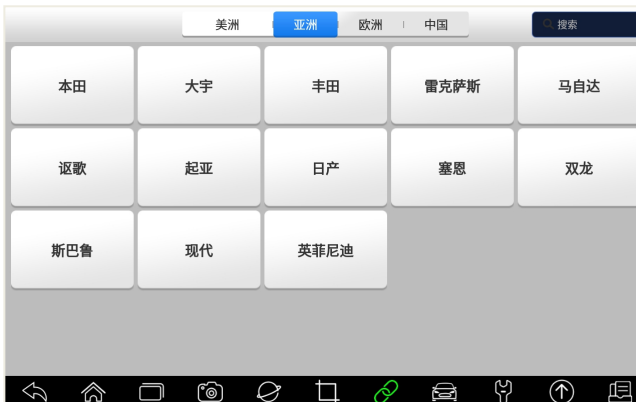 美洲 亚洲 欧洲 中国 搜索
本田 大宇 丰田 雷克萨斯 马自达
讴歌 起亚 日产 塞恩 双龙
斯巴鲁 现代 英菲尼迪